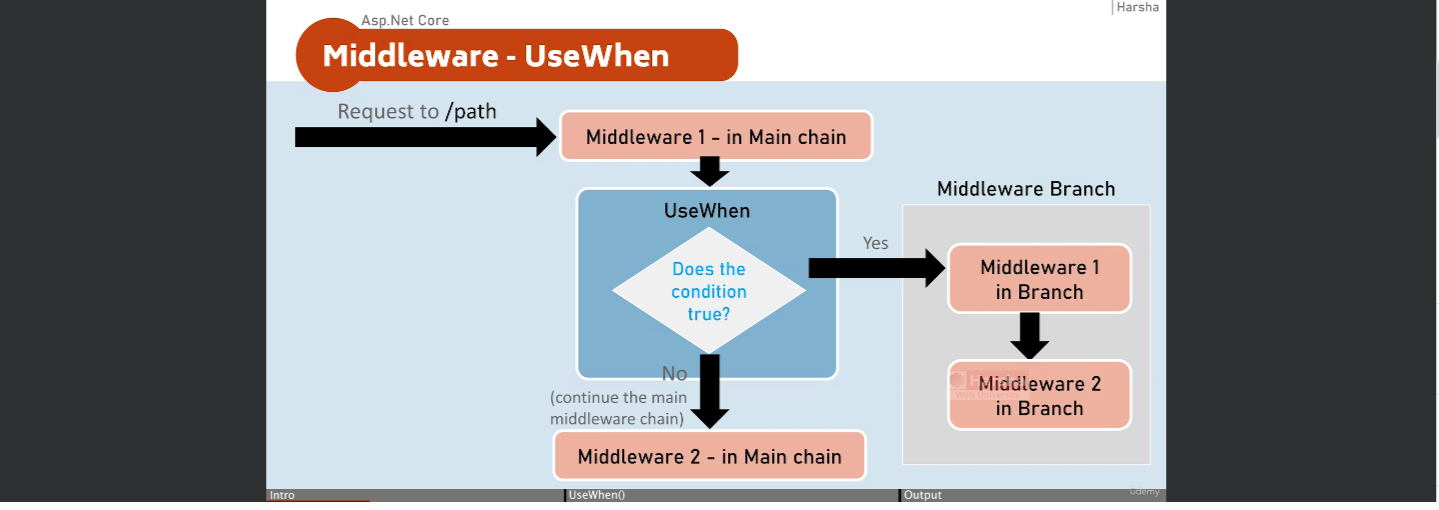 Asp.Net Core
| Harsha
Middleware - UseWhen
Request to /path
Middleware 1 - in Main chain
UseWhen
Does the
condition
true?
Yes
No
(continue the main
middleware chain)
Middleware 2 - in Main chain
Middleware Branch
Middleware 1
in Branch
Middleware 2
in Branch
Intro
UseWhen()
Output
ûdemy